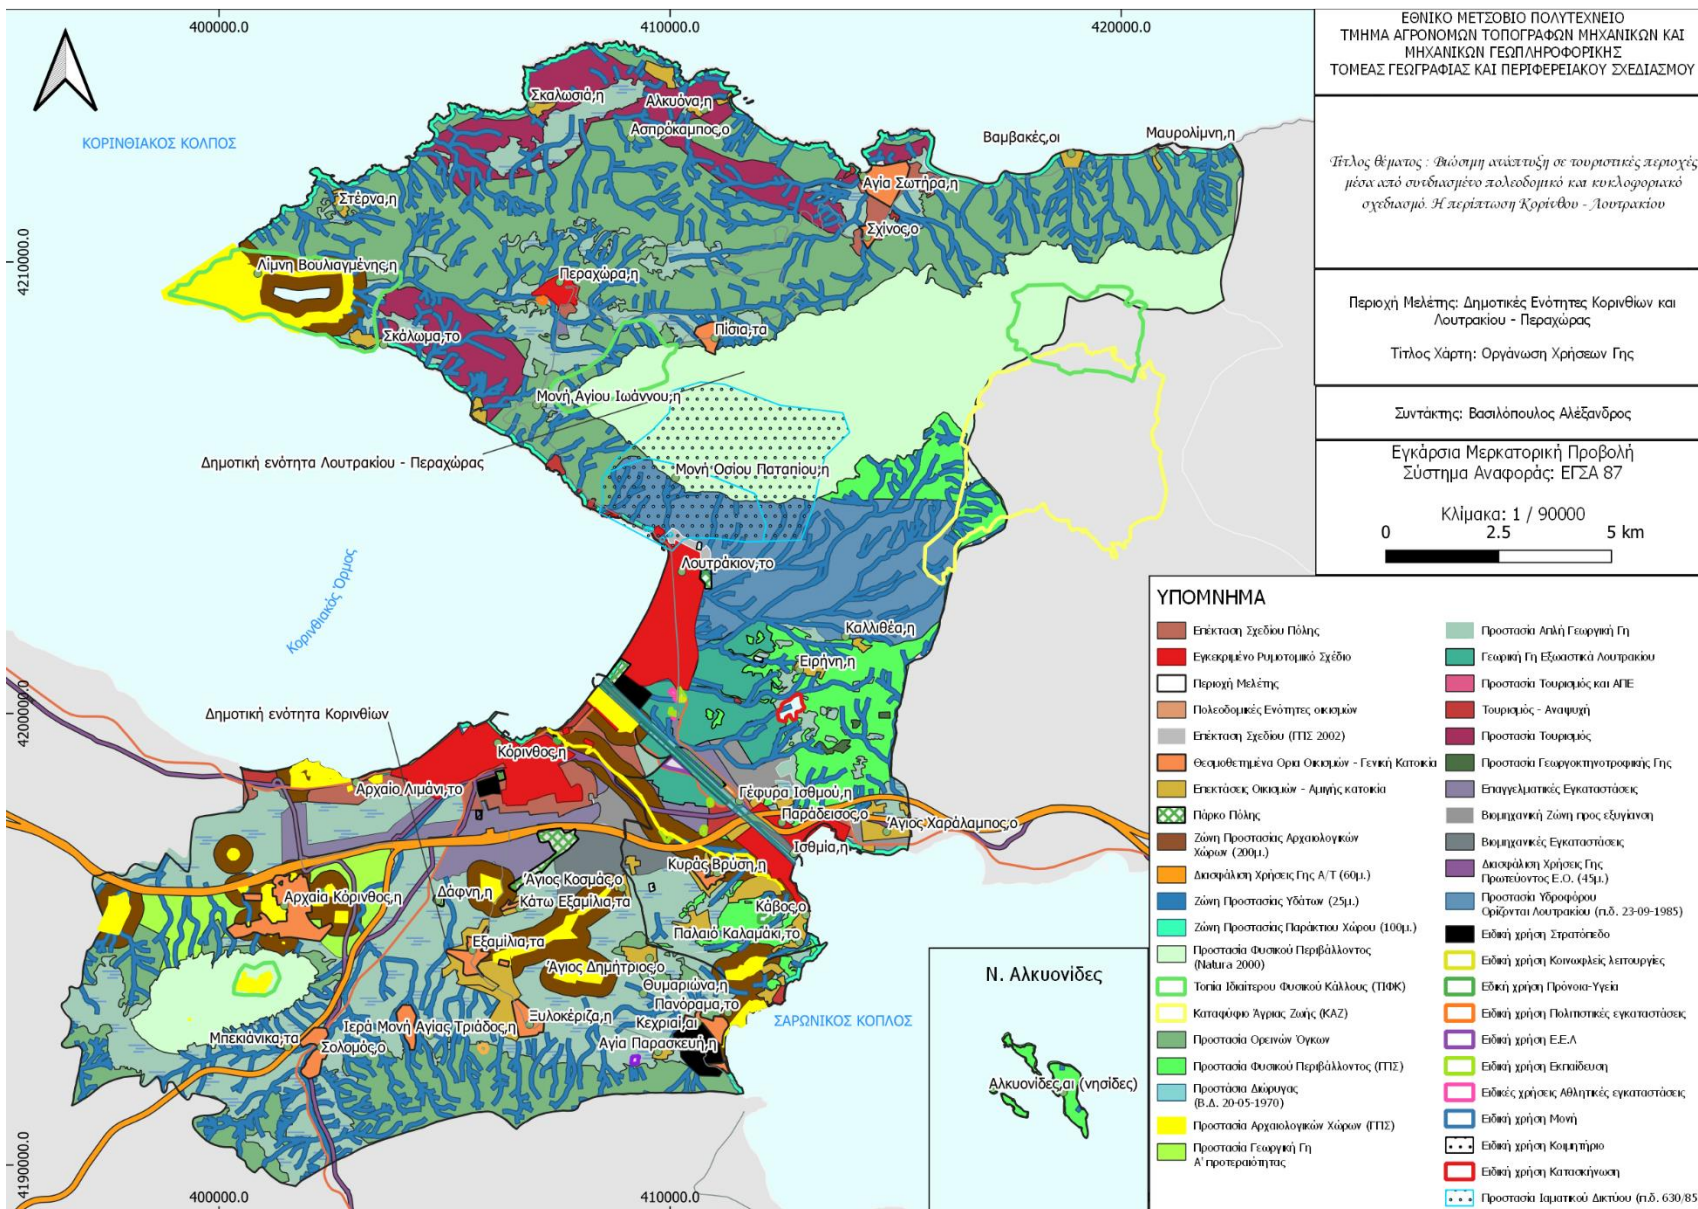 400000.0
410000.0
420000.0
ΕΘΝΙΚΟ ΜΕΤΣΟΒΙΟ ΠΟΛΥΤΕΧΝΕΙΟ
ΤΜΗΜΑ ΑΓΡΟΝΟΜΩΝ ΤΟΠΟΓΡΑΦΩΝ ΜΗΧΑΝΙΚΩΝ ΚΑΙ
ΜΗΧΑΝΙΚΩΝ ΓΕΩΠΛΗΡΟΦΟΡΙΚΗΣ
ΤΟΜΕΑΣ ΓΕΩΓΡΑΦΙΑΣ ΚΑΙ ΠΕΡΙΦΕΡΕΙΑΚΟΥ ΣΧΕΔΙΑΣΜΟΥ
Τίτλος θέματος : Βιώσιμη ανάπτυξη σε τουριστικές περιοχές
μέσα από συνδιασμένο πολεοδομικό και κυκλοφοριακό
σχεδιασμό. Η περίπτωση Κορίνθου - Λουτρακίου
Περιοχή Μελέτης: Δημοτικές Ενότητες Κορινθίων και
Λουτρακίου - Περαχώρας
Τίτλος Χάρτη: Οργάνωση Χρήσεων Γης
Συντάκτης: Βασιλόπουλος Αλέξανδρος
Εγκάρσια Μερκατορική Προβολή
Σύστημα Αναφοράς: ΕΓΣΑ 87
Κλίμακα: 1 / 90000
0 2.5 5 km
ΚΟΡΙΝΘΙΑΚΟΣ ΚΟΛΠΟΣ
Σκαλωσιά,η
Αλκυόνα,η
Ασπρόκαμπος,ο
Βαμβακές,οι
Μαυρολίμνη,η
Αγία Σωτήρα,η
Στέρνα,η
Σχίνος,ο
4210000.0
Λίμνη Βουλιαγμένης,η
Περαχώρα,η
Πίσια,τα
Σκάλωμα,το
Μονή Αγίου Ιωάννου,η
Δημοτική ενότητα Λουτρακίου - Περαχώρας
Μονή Οσίου Παταπίου,η
Λουτράκιον,το
Κορινθιακός Όρμος
Καλλιθέα,η
Ειρήνη,η
4200000.0
Δημοτική ενότητα Κορινθίων
Κόρινθος,η
Αρχαίο Λιμάνι,το
Γέφυρα Ισθμού,η
Παράδεισος,ο
Άγιος Χαράλαμπος,ο
Ισθμία,η
Κυράς Βρύση,η
Άγιος Κοσμάς,ο
Δάφνη,η
Κάτω Εξαμίλια,τα
Αρχαία Κόρινθος,η
Κάβος,ο
Παλαιό Καλαμάκι,το
Εξαμίλια,τα
Άγιος Δημήτριος,ο
Θυμαριώνα,η
Πανόραμα,το
Ξυλοκέριζα,η
Κεχριαί,αι
Ιερά Μονή Αγίας Τριάδος,η
Αγία Παρασκευή,η
Μπεκιάνικα,τα
Σολομός,ο
ΣΑΡΩΝΙΚΟΣ ΚΟΠΛΟΣ
4190000.0
400000.0
410000.0
Ν. Αλκυονίδες
Αλκυονίδες,αι (νησίδες)
ΥΠΟΜΝΗΜΑ
Επέκταση Σχεδίου Πόλης
Εγκεκριμένο Ρυμοτομικό Σχέδιο
Περιοχή Μελέτης
Πολεοδομικές Ενότητες οικισμών
Επέκταση Σχεδίου (ΓΠΣ 2002)
Θεσμοθετημένα Όρια Οικισμών - Γενική Κατοικία
Επεκτάσεις Οικισμών - Αμιγής κατοικία
Πάρκο Πόλης
Ζώνη Προστασίας Αρχαιολογικών
Χώρων (200μ.)
Διασφάλιση Χρήσεις Γης Α/Τ (60μ.)
Ζώνη Προστασίας Υδάτων (25μ.)
Ζώνη Προστασίας Παράκτιου Χώρου (100μ.)
Προστασία Φυσικού Περιβάλλοντος
(Natura 2000)
Τοπία Ιδιαίτερου Φυσικού Κάλλους (ΤΙΦΚ)
Καταφύφιο Άγριας Ζωής (ΚΑΖ)
Προστασία Ορεινών Όγκων
Προστασία Φυσικού Περιβάλλοντος (ΓΠΣ)
Προστάσια Διώρυγας
(Β.Δ. 20-05-1970)
Προστασία Αρχαιολογικών Χώρων (ΓΠΣ)
Προστασία Γεωργική Γη
Α' προτεραιότητας
Προστασία Απλή Γεωργική Γη
Γεωρική Γη Εξωαστικά Λουτρακίου
Προστασία Τουρισμός και ΑΠΕ
Τουρισμός - Αναψυχή
Προστασία Τουρισμός
Προστασία Γεωργοκτηνοτροφικής Γης
Επαγγελματικές Εγκαταστάσεις
Βιομηχανική Ζώνη προς εξυγίανση
Βιομηχανικές Εγκαταστάσεις
Διασφάλιση Χρήσεις Γης
Πρωτεύοντος Ε.Ο. (45μ.)
Προστασία Υδροφόρου
Ορίζονται Λουτρακίου (π.δ. 23-09-1985)
Ειδική χρήση Στρατόπεδο
Ειδική χρήση Κοινωφλείς λειτουργίες
Εδική χρήση Πρόνοια-Υγεία
Ειδική χρήση Πολιτιστικές εγκαταστάσεις
Ειδική χρήση Ε.Ε.Λ
Ειδική χρήση Εκπαίδευση
Ειδικές χρήσεις Αθλητικές εγκαταστάσεις
Ειδική χρήση Μονή
Ειδική χρήση Κοιμητήριο
Ειδική χρήση Κατασκήνωση
Προστασία Ιαματικού Δικτύου (π.δ. 630/85